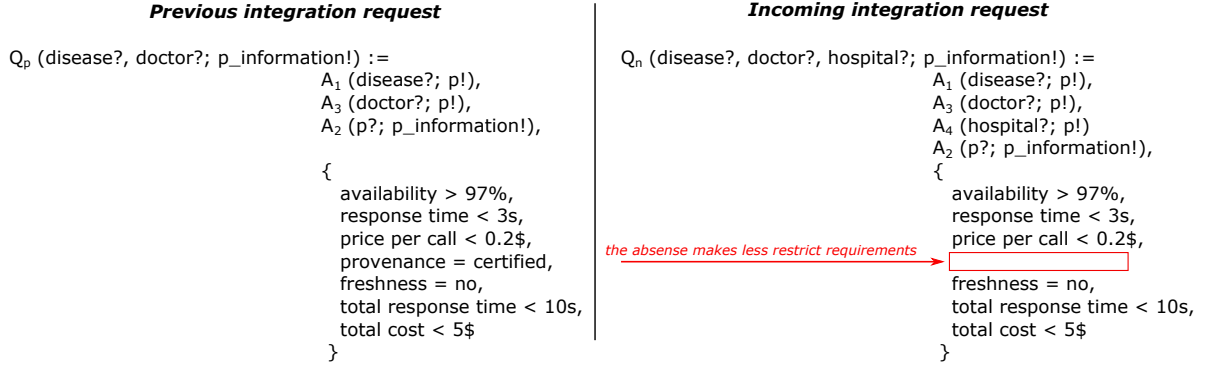 Previous integration request
Qp (disease?, doctor?; p_information!) :=
A1 (disease?; p!),
A3 (doctor?; p!),
A2 (p?; p_information!),
{
availability > 97%,
response time < 3s,
price per call < 0.2$,
provenance = certified,
freshness = no,
total response time < 10s,
total cost < 5$
}
Incoming integration request
Qn (disease?, doctor?, hospital?; p_information!) :=
A1 (disease?; p!),
A3 (doctor?; p!),
A4 (hospital?; p!)
A2 (p?; p_information!),
{
availability > 97%,
response time < 3s,
price per call < 0.2$,
the absense makes less restrict requirements
freshness = no,
total response time < 10s,
total cost < 5$
}